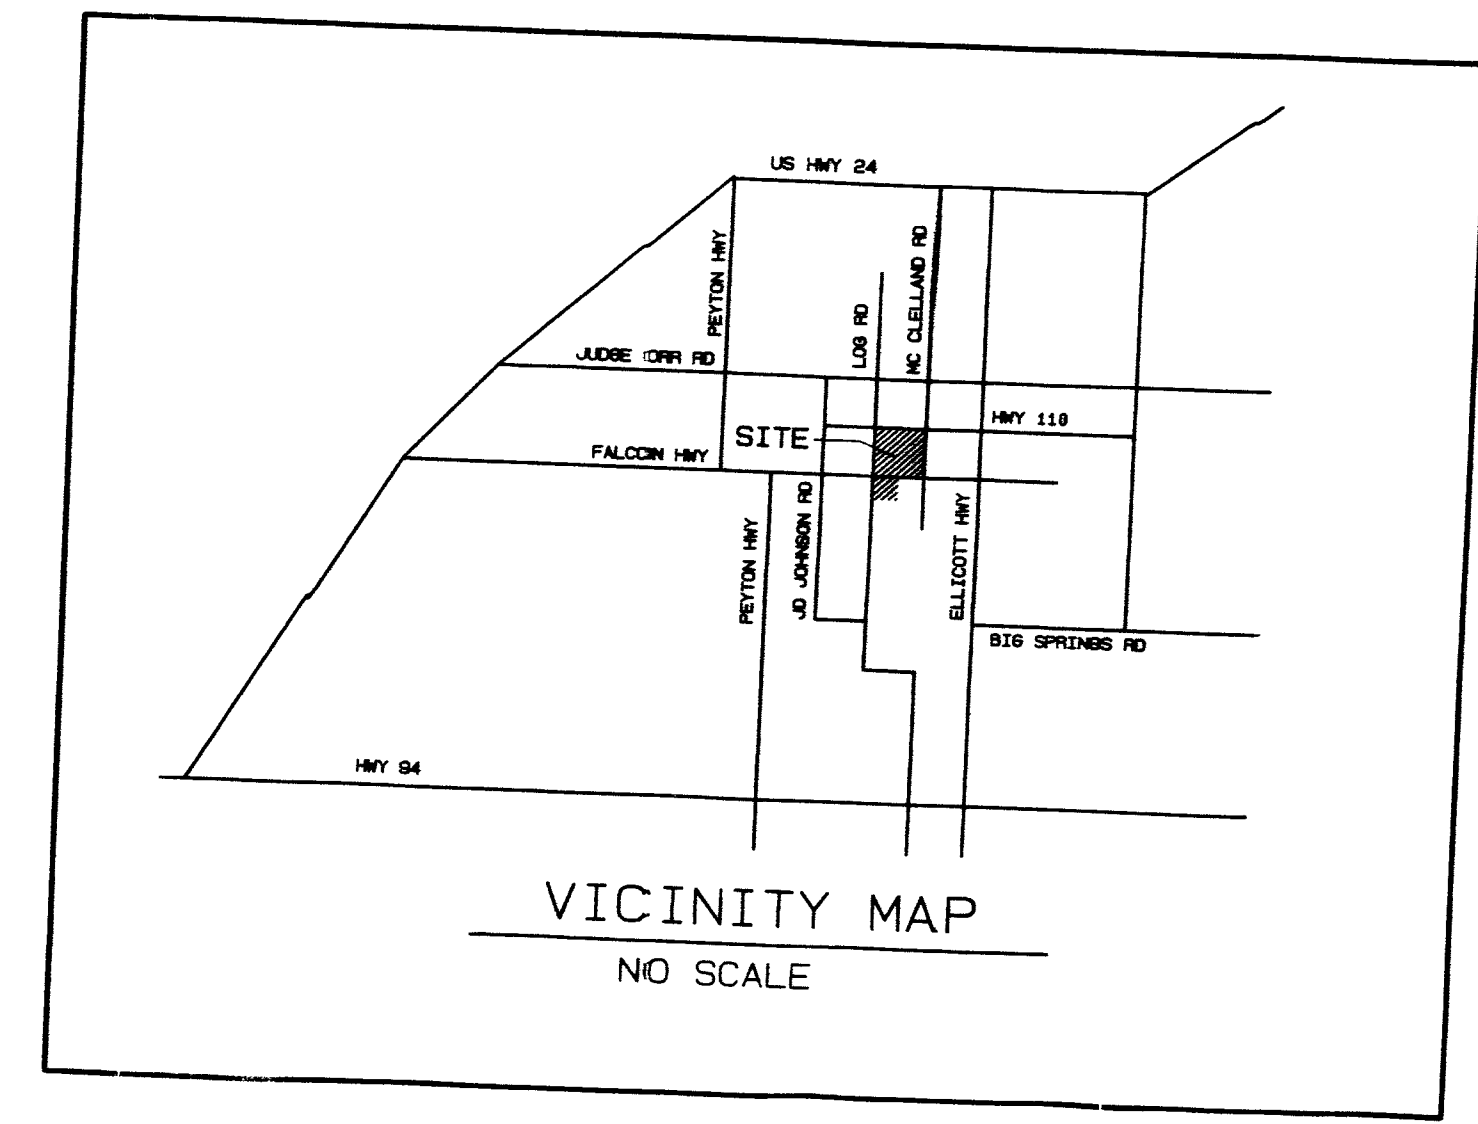 US HWY 24
PEYTON HWY
MC CLELLAND RD
LOG RD
JUDGE ORR RD
HWY 110
SITE
FALCON HWY
JD JOHNSON RD
PEYTON HWY
ELLICOTT HWY
BIG SPRINGS RD
HWY 94
VICINITY MAP
NO SCALE